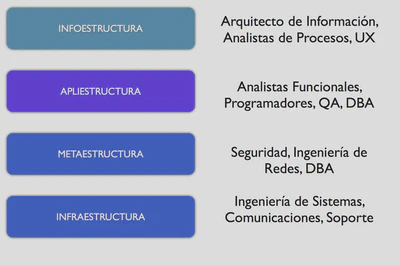 INFOESTRUCTURA
Arquitecto de Información,
Analistas de Procesos, UX
APLIESTRUCTURA
Analistas Funcionales,
Programadores, QA, DBA
METAESTRUCTURA
Seguridad, Ingeniería de
Redes, DBA
INFRAESTRUCTURA
Ingeniería de Sistemas,
Comunicaciones, Soporte